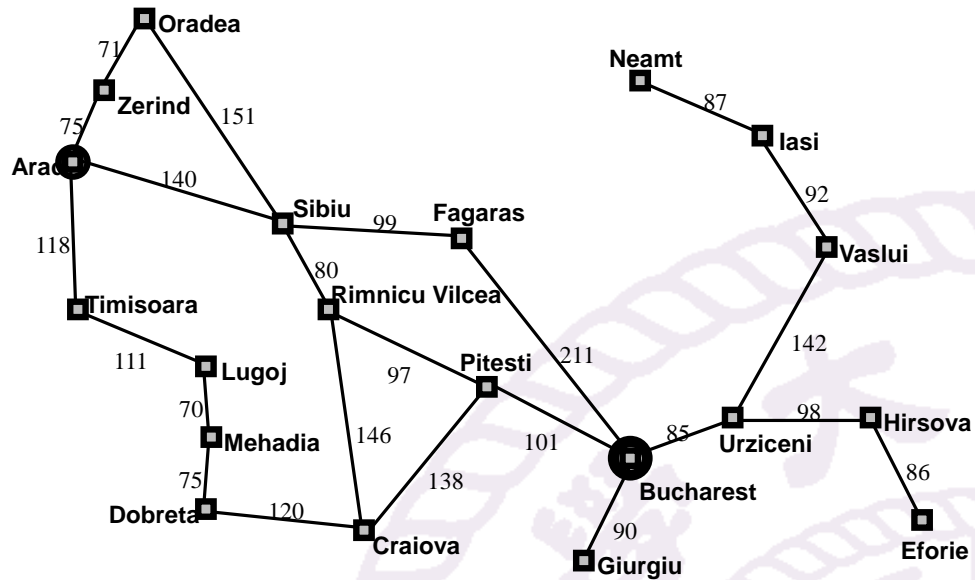 Oradea
71
Neamt
Zerind
87
151
75
Iasi
Arad
140
Sibiu
Fagaras
92
99
118
80
Vaslui
Timisoara
Rimnicu Vilcea
111
Lugoj
97
Pitesti
211
142
70
Mehadia
146
101
85
98
Hirsova
Urziceni
75
138
86
Dobreta
120
Bucharest
Craiova
90
Eforie
Giurgiu
大